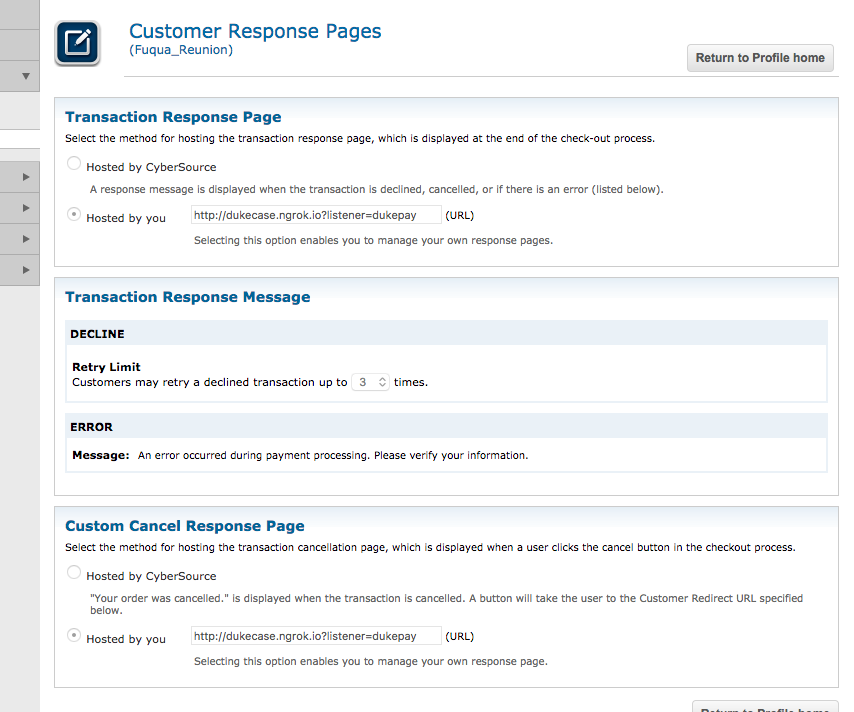 Customer Response Pages
(Fuqua_Reunion)
Return to Profile home
Transaction Response Page
Select the method for hosting the transaction response page, which is displayed at the end of the check-out process.
Hosted by CyberSource
A response message is displayed when the transaction is declined, cancelled, or if there is an error (listed below).
Hosted by you http://dukecase.ngrok.io?listener=dukepay (URL)
Selecting this option enables you to manage your own response pages.
Transaction Response Message
DECLINE
Retry Limit
Customers may retry a declined transaction up to 3 times.
ERROR
Message: An error occurred during payment processing. Please verify your information.
Custom Cancel Response Page
Select the method for hosting the transaction cancellation page, which is displayed when a user clicks the cancel button in the checkout process.
Hosted by CyberSource
"Your order was cancelled." is displayed when the transaction is cancelled. A button will take the user to the Customer Redirect URL specified
below.
Hosted by you http://dukecase.ngrok.io?listener=dukepay (URL)
Selecting this option enables you to manage your own response page.
Return to Profile home